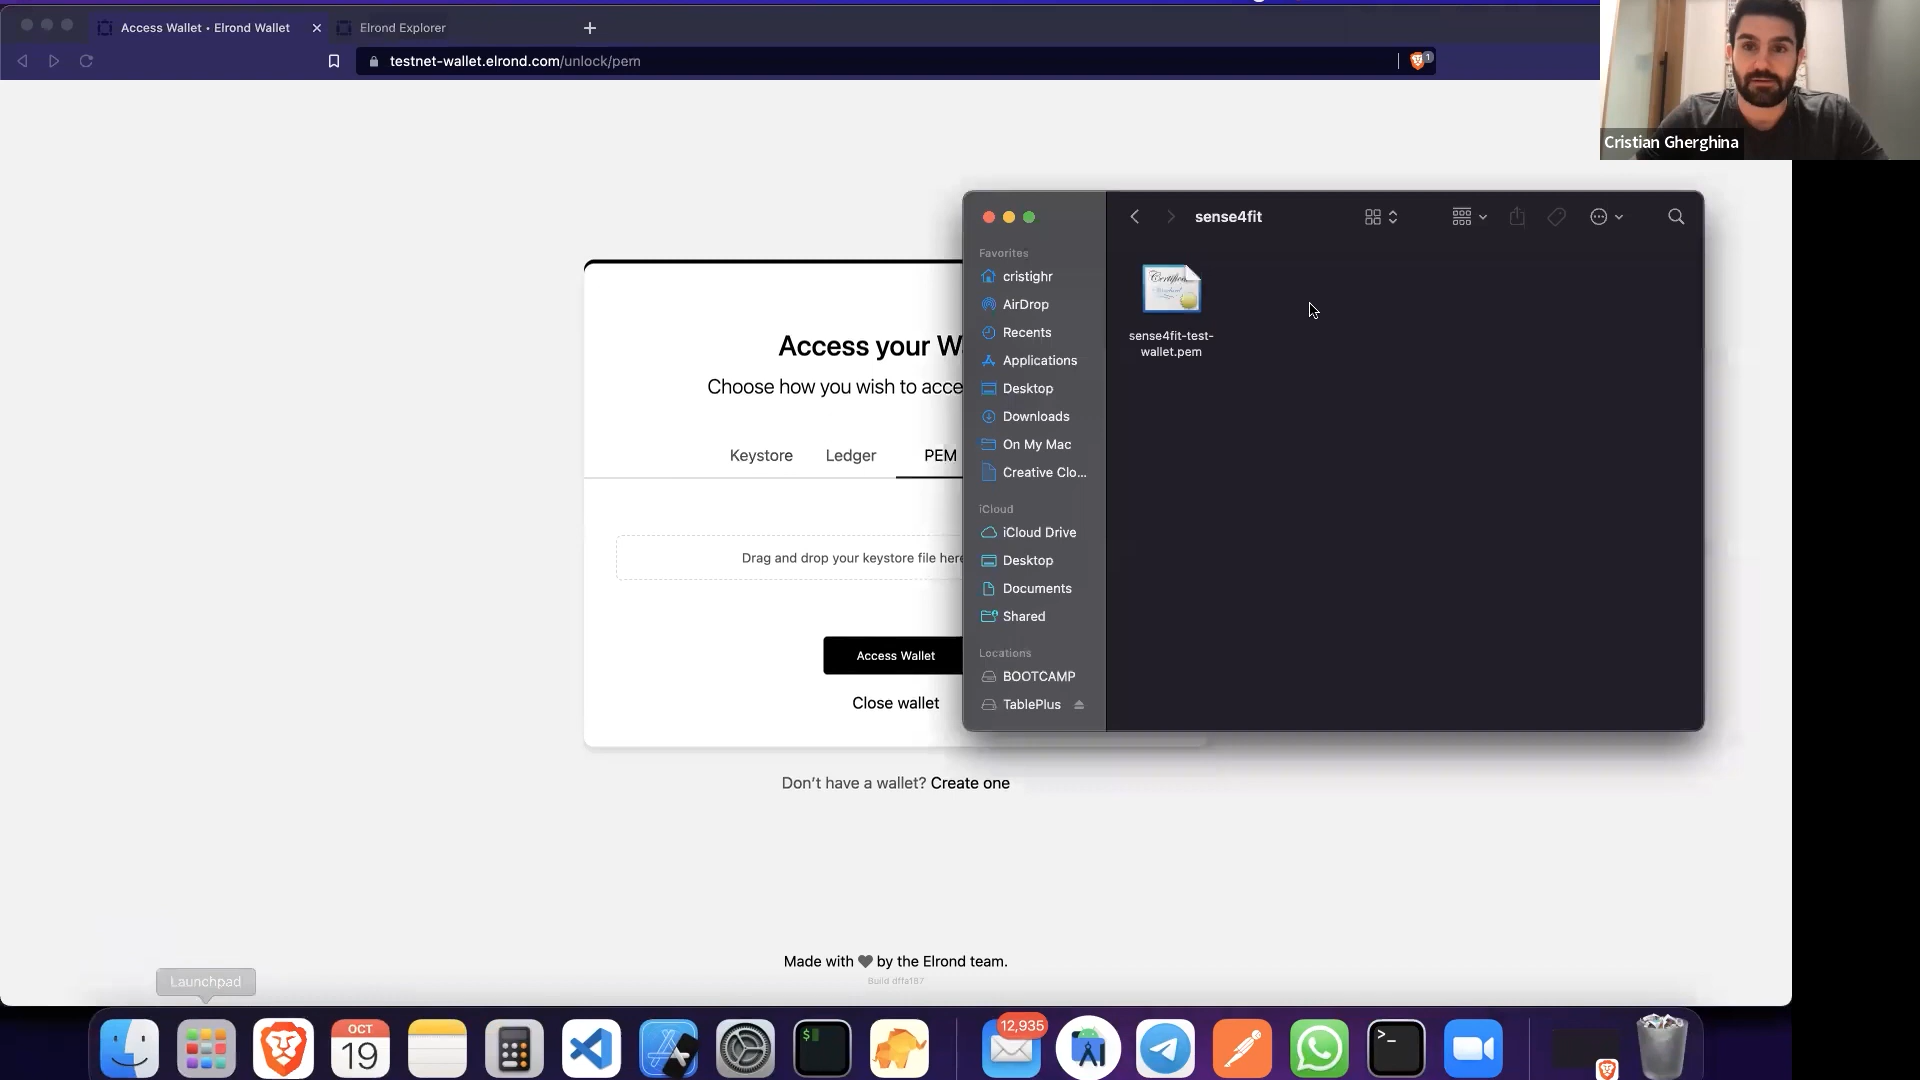 Access Wallet • Elrond Wallet
Elrond Explorer
testnet-wallet.elrond.com/unlock/pem
1
Cristian Gherghina
sense4fit
Favorites
cristighr
AirDrop
Recents
Applications
Desktop
Downloads
On My Mac
Creative Clo...
iCloud
iCloud Drive
Desktop
Documents
Shared
Locations
BOOTCAMP
TablePlus
sense4fit-test-
wallet.pem
Access your W
Choose how you wish to acce
Keystore
Ledger
PEM
Drag and drop your keystore file here
Access Wallet
Close wallet
Don't have a wallet? Create one
Made with ♥ by the Elrond team.
Build dffa187
Launchpad
OCT
19
12,935
$
>_